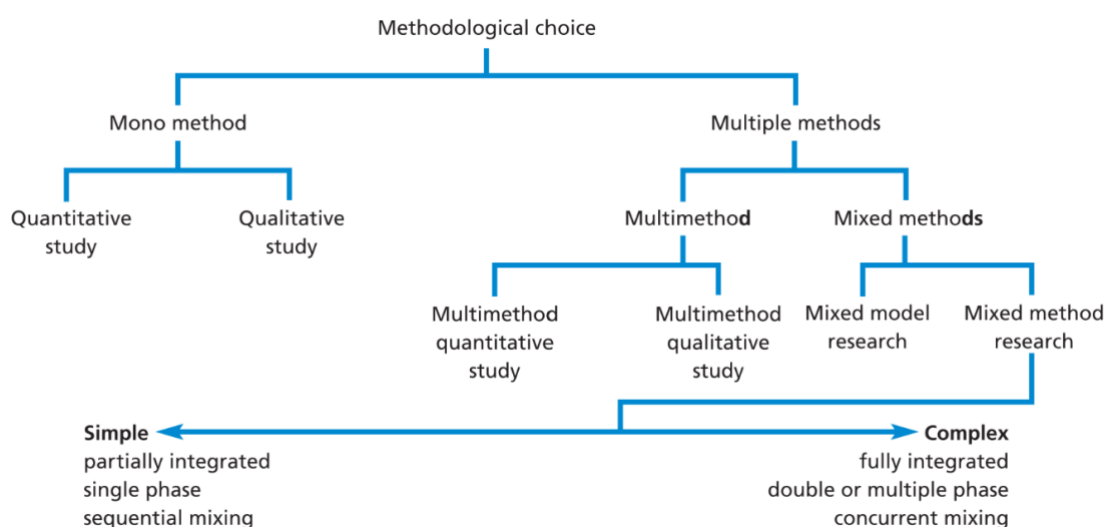 Methodological choice
Mono method
Multiple methods
Quantitative
study
Qualitative
study
Multimethod
Mixed methods
Multimethod
quantitative
study
Multimethod
qualitative
study
Mixed model
research
Mixed method
research
Simple
partially integrated
single phase
sequential mixing
Complex
fully integrated
double or multiple phase
concurrent mixing